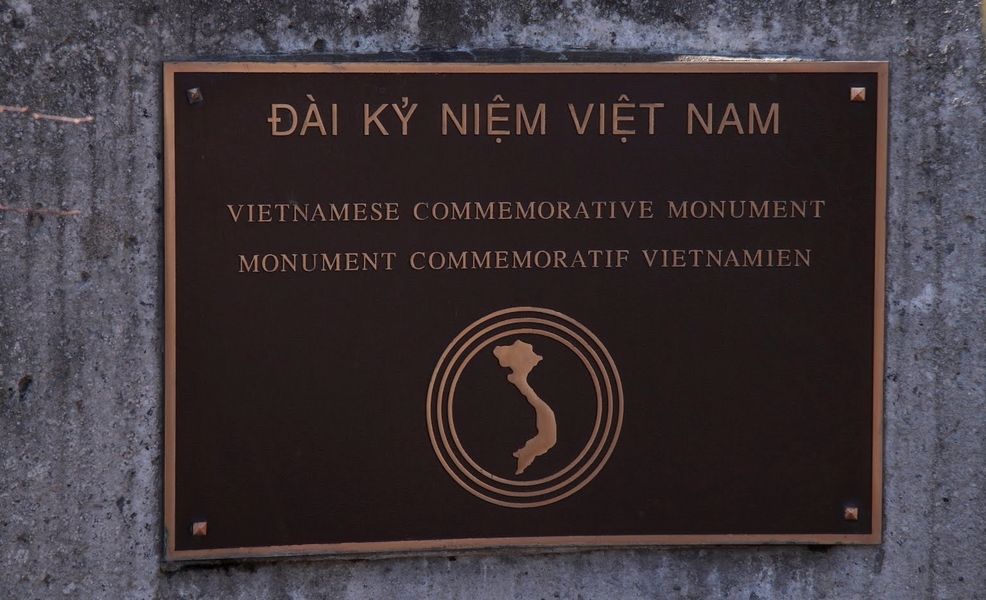 ĐÀI KỶ NIỆM VIỆT NAM
VIETNAMESE COMMEMORATIVE MONUMENT
MONUMENT COMMEMORATIF VIETNAMIEN